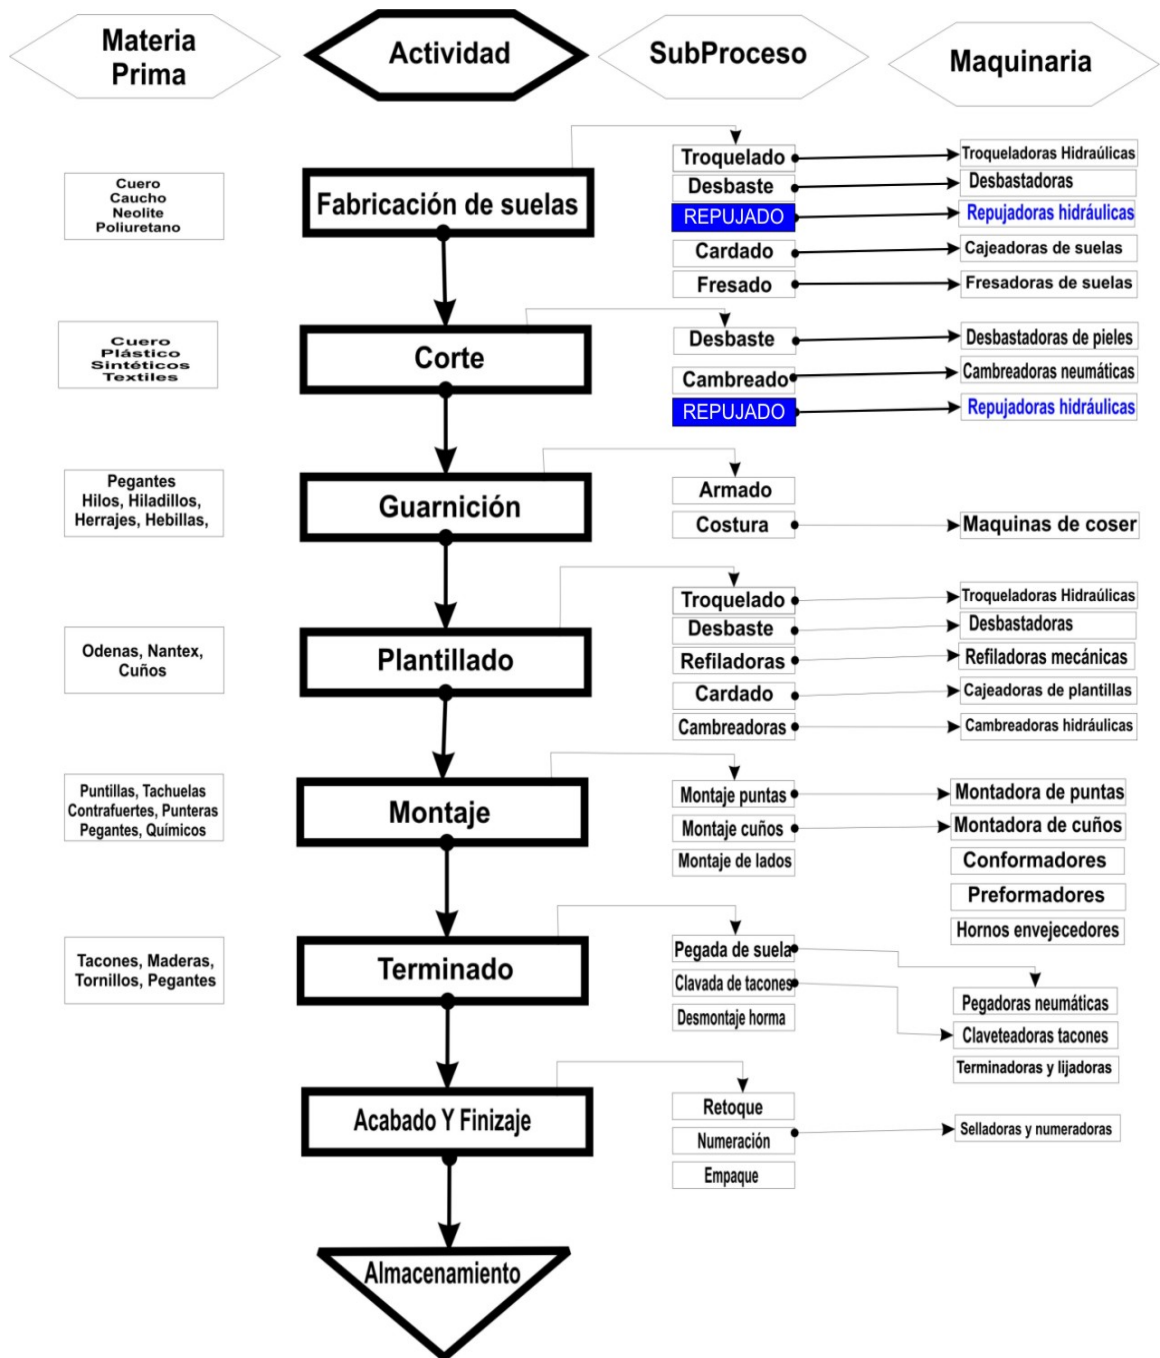 Materia
Prima
Actividad
SubProceso
Maquinaria
Cuero
Caucho
Neolite
Poliuretano
Fabricación de suelas
Troquelado
Troqueladoras Hidraúlicas
Desbaste
Desbastadoras
REPUJADO
Repujadoras hidráulicas
Cardado
Cajeadoras de suelas
Fresado
Fresadoras de suelas
Cuero
Plástico
Sintéticos
Textiles
Corte
Desbaste
Desbastadoras de pieles
Cambreado
Cambreadoras neumáticas
REPUJADO
Repujadoras hidráulicas
Pegantes
Hilos, Hiladillos,
Herrajes, Hebillas,
Guarnición
Armado
Costura
Maquinas de coser
Odenas, Nantex,
Cuños
Plantillado
Troquelado
Troqueladoras Hidraúlicas
Desbaste
Desbastadoras
Refiladoras
Refiladoras mecánicas
Cardado
Cajeadoras de plantillas
Cambreadoras
Cambreadoras hidráulicas
Puntillas, Tachuelas
Contrafuertes, Punteras
Pegantes, Químicos
Montaje
Montaje puntas
Montadora de puntas
Montaje cuños
Montadora de cuños
Montaje de lados
Conformadores
Preformadores
Hornos envejecedores
Tacones, Maderas,
Tornillos, Pegantes
Terminado
Pegada de suela
Clavada de tacones
Desmontaje horma
Pegadoras neumáticas
Claveteadoras tacones
Terminadoras y lijadoras
Acabado Y Finizaje
Retoque
Numeración
Selladoras y numeradoras
Empaque
Almacenamiento